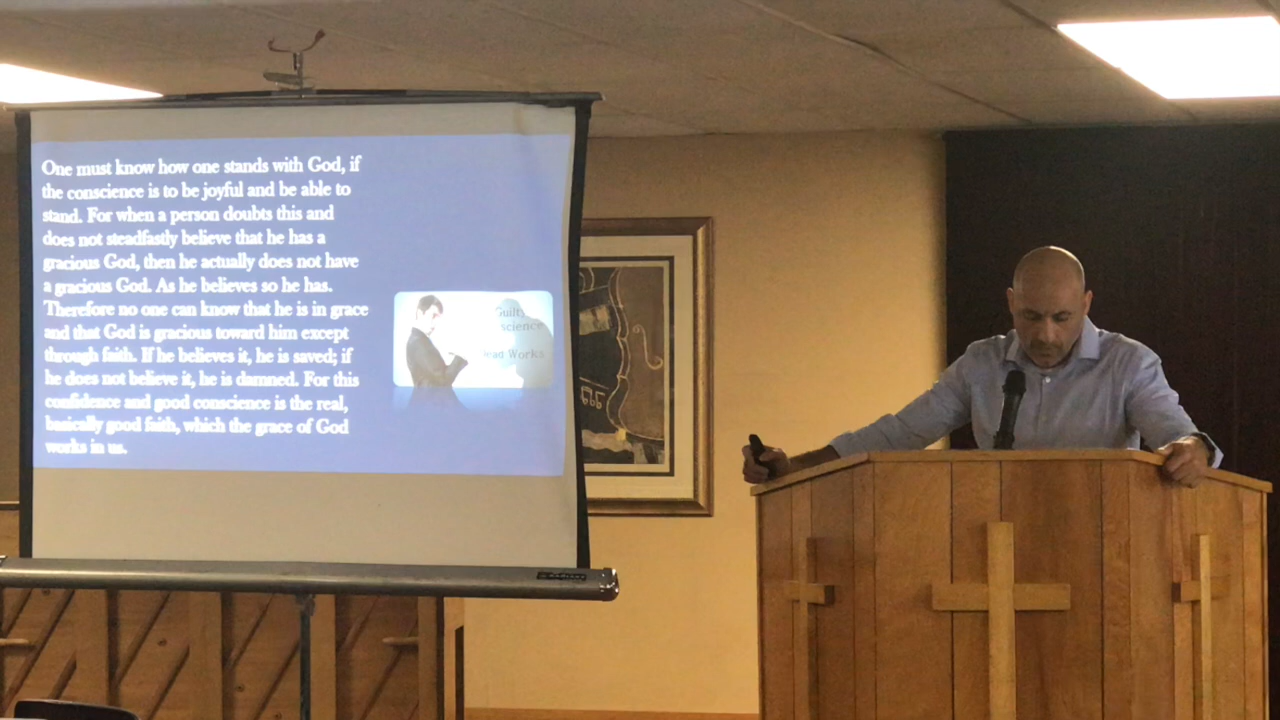 One must know how one stands with God, if
the conscience is to be joyful and be able to
stand. For when a person doubts this and
does not steadfastly believe that he has a
gracious God, then he actually does not have
a gracious God. As he believes so he has.
Therefore no one can know that he is in grace
and that God is gracious toward him except
through faith. If he believes it, he is saved; if
he does not believe it, he is damned. For this
confidence and good conscience is the real,
basically good faith, which the grace of God
works in us.
Guilty
science
Works